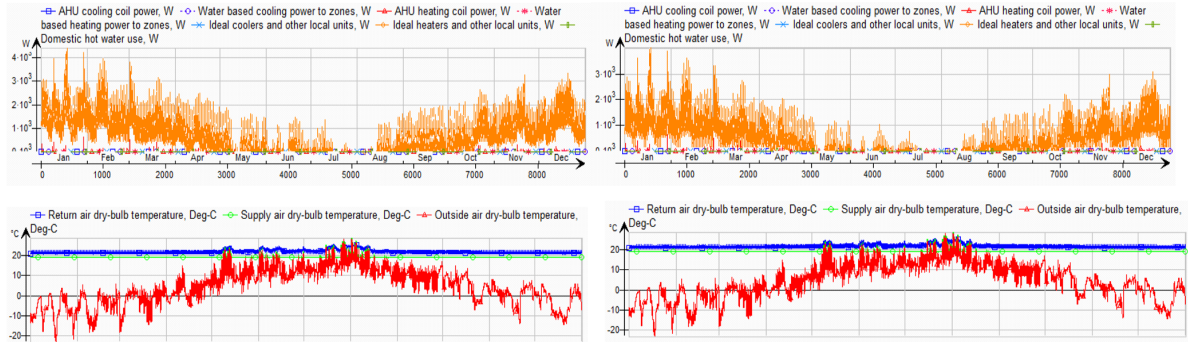 AHU cooling coil power, W Water based cooling power to zones, W AHU heating coil power, W Water
based heating power to zones, W Ideal coolers and other local units, W Ideal heaters and other local units, W
Domestic hot water use, W
W
4·10³
3·10³
2·10³
1·10³
0·10³
Jan Feb Mar Apr May Jun Jul Aug Sep Oct Nov Dec
0 1000 2000 3000 4000 5000 6000 7000 8000
AHU cooling coil power, W Water based cooling power to zones, W AHU heating coil power, W Water
based heating power to zones, W Ideal coolers and other local units, W Ideal heaters and other local units, W
Domestic hot water use, W
W
3·10³
2·10³
1·10³
0·10³
Jan Feb Mar Apr May Jun Jul Aug Sep Oct Nov Dec
0 1000 2000 3000 4000 5000 6000 7000 8000
Return air dry-bulb temperature, Deg-C Supply air dry-bulb temperature, Deg-C Outside air dry-bulb temperature,
Deg-C
°C
20
10
0
-10
-20
Return air dry-bulb temperature, Deg-C Supply air dry-bulb temperature, Deg-C Outside air dry-bulb temperature,
Deg-C
°C
20
10
0
-10
-20